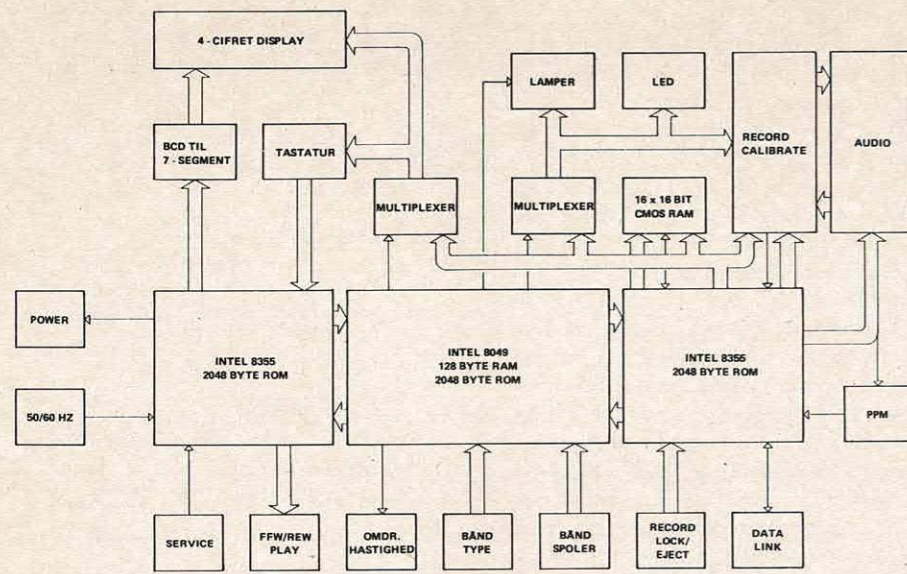 4 - CIFRET DISPLAY
LAMPER
LED
RECORD
CALIBRATE
AUDIO
BCD TIL
7 - SEGMENT
TASTATUR
MULTIPLEXER
MULTIPLEXER
16 x 16 BIT
CMOS RAM
POWER
INTEL 8355
2048 BYTE ROM
INTEL 8049
128 BYTE RAM
2048 BYTE ROM
INTEL 8355
2048 BYTE ROM
50/60 HZ
PPM
SERVICE
FFW/REW
PLAY
OMDR.
HASTIGHED
BÅND
TYPE
BÅND
SPOLER
RECORD
LOCK/
EJECT
DATA
LINK